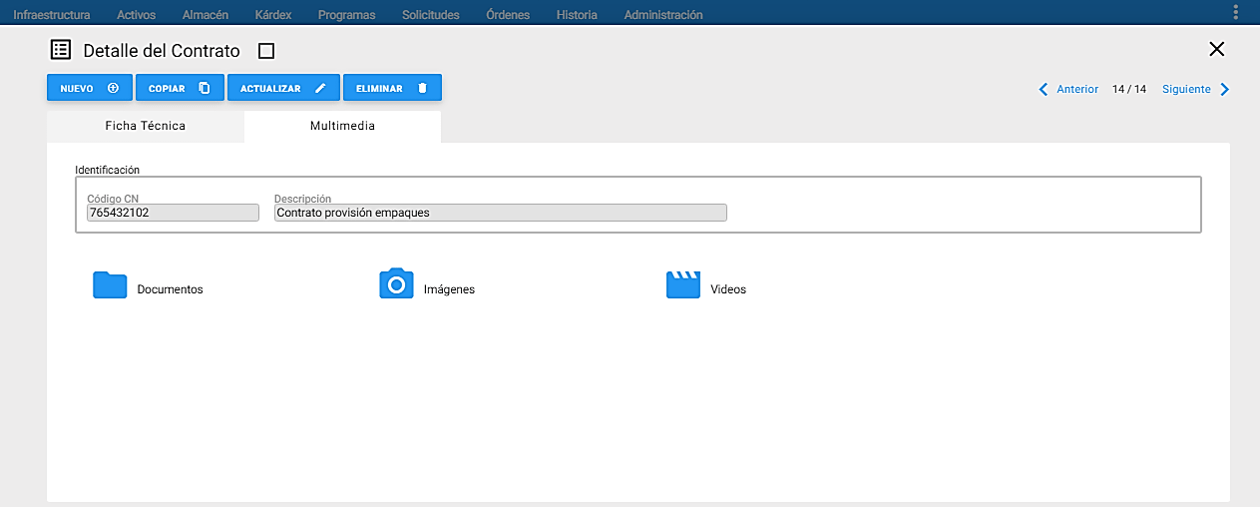 Infraestructura Activos Almacén Kárdex Programas Solicitudes Órdenes Historia Administración
Detalle del Contrato
NUEVO COPIAR ACTUALIZAR ELIMINAR Anterior 14 / 14 Siguiente
Ficha Técnica Multimedia
Identificación
Código CN Descripción
765432102 Contrato provisión empaques
Documentos Imágenes Videos